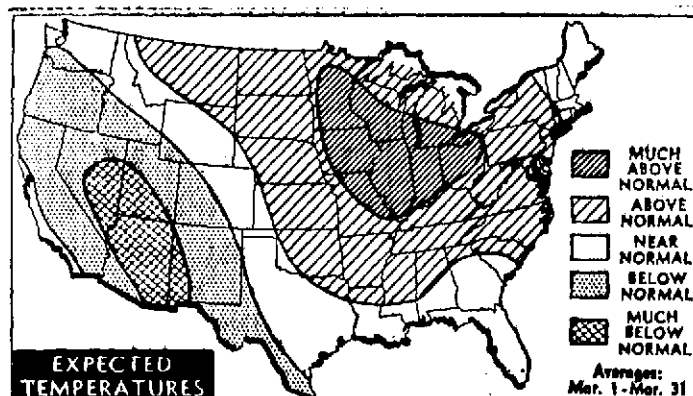 MUCH
ABOVE
NORMAL
ABOVE
NORMAL
NEAR
NORMAL
BELOW
NORMAL
MUCH
BELOW
NORMAL
EXPECTED
TEMPERATURES
Averages:
Mar. 1-Mar. 31